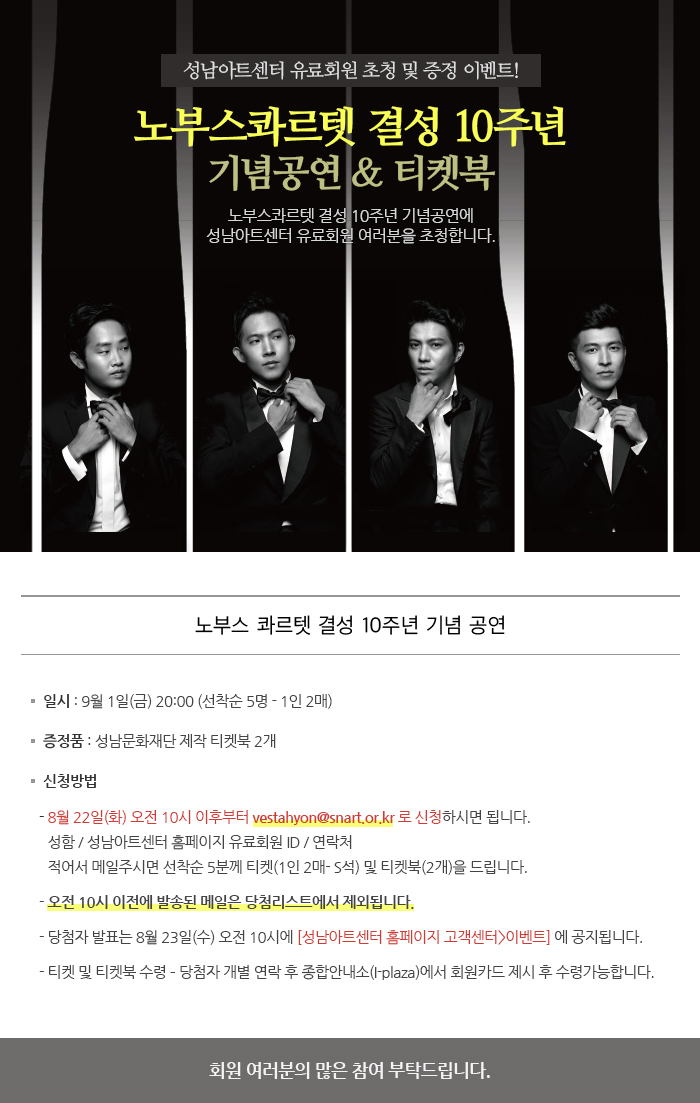 성남아트센터 유료회원 초청 및 증정 이벤트!
노부스콰르텟 결성 10주년
기념공연 & 티켓북
노부스콰르텟 결성 10주년 기념공연에
성남아트센터 유료회원 여러분을 초청합니다.
노부스 콰르텟 결성 10주년 기념 공연
일시 : 9월 1일(금) 20:00 (선착순 5명 - 1인 2매)
증정품 : 성남문화재단 제작 티켓북 2개
신청방법
- 8월 22일(화) 오전 10시 이후부터 vestahyon@snart.or.kr 로 신청하시면 됩니다.
성함 / 성남아트센터 홈페이지 유료회원 ID / 연락처
적어서 메일주시면 선착순 5분께 티켓(1인 2매- S석) 및 티켓북(2개)을 드립니다.
- 오전 10시 이전에 발송된 메일은 당첨리스트에서 제외됩니다.
- 당첨자 발표는 8월 23일(수) 오전 10시에 [성남아트센터 홈페이지 고객센터>이벤트] 에 공지됩니다.
- 티켓 및 티켓북 수령 - 당첨자 개별 연락 후 종합안내소(I-plaza)에서 회원카드 제시 후 수령가능합니다.
회원 여러분의 많은 참여 부탁드립니다.